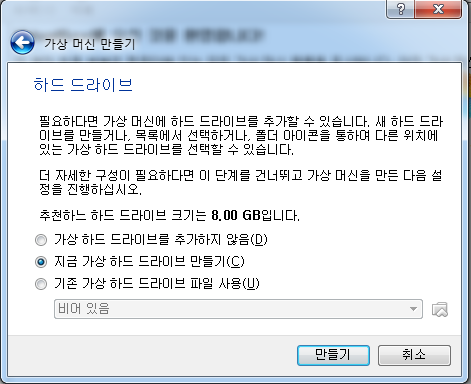 가상 머신 만들기
하드 드라이브
필요하다면 가상 머신에 하드 드라이브를 추가할 수 있습니다. 새 하드 드라
이브를 만들거나, 목록에서 선택하거나, 폴더 아이콘을 통하여 다른 위치에
있는 가상 하드 드라이브를 선택할 수 있습니다.
더 자세한 구성이 필요하다면 이 단계를 건너뛰고 가상 머신을 만든 다음 설
정을 진행하십시오.
추천하느 하드 드라이브 크기는 8.00 GB입니다.
가상 하드 드라이브를 추가하지 않음(D)
지금 가상 하드 드라이브 만들기(C)
기존 가상 하드 드라이브 파일 사용(U)
비어 있음
만들기 취소